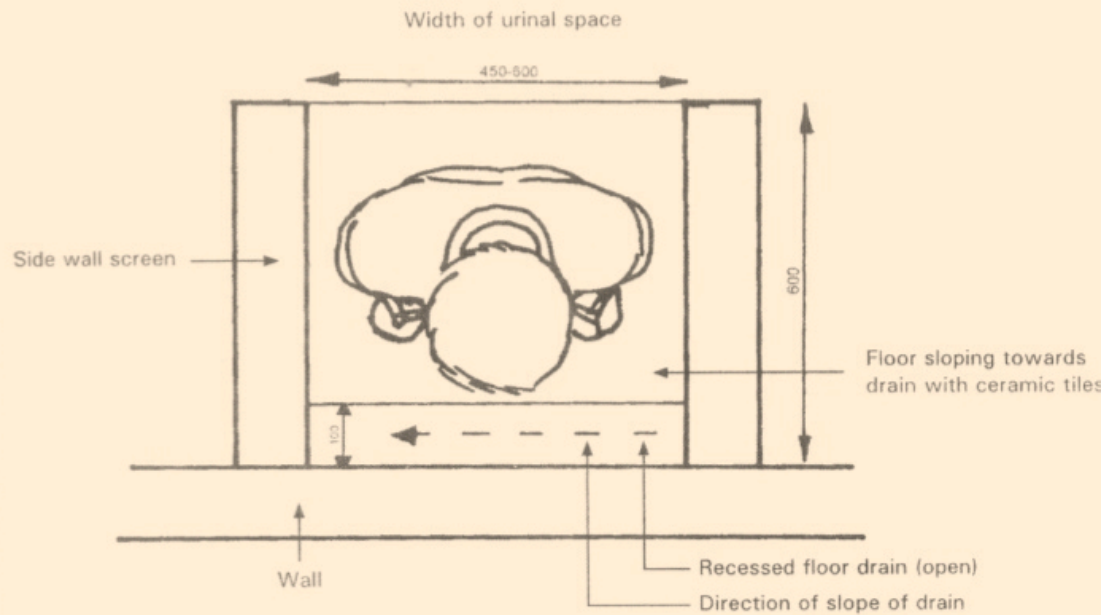 Width of urinal space
450-600
Side wall screen
600
Floor sloping towards
drain with ceramic tiles
100
Recessed floor drain (open)
Wall
Direction of slope of drain